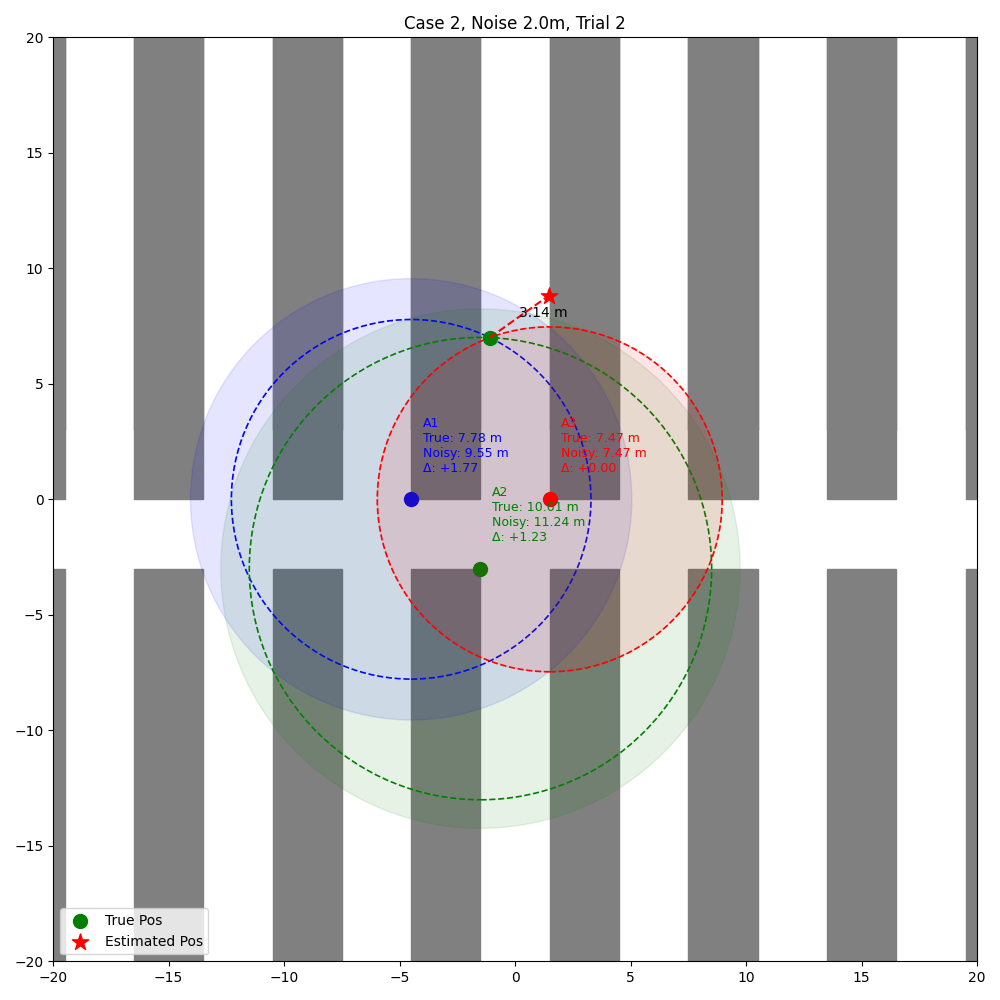 Case 2, Noise 2.0m, Trial 2
20
15
10
5
0
−5
−10
−15
−20
3.14 m
A1
True: 7.78 m
Noisy: 9.55 m
Δ: +1.77
True: 7.47 m
Noisy: 7.47 m
Δ: +0.00
A2
True: 10.01 m
Noisy: 11.24 m
Δ: +1.23
True Pos
Estimated Pos
−20
−15
−10
−5
0
5
10
15
20